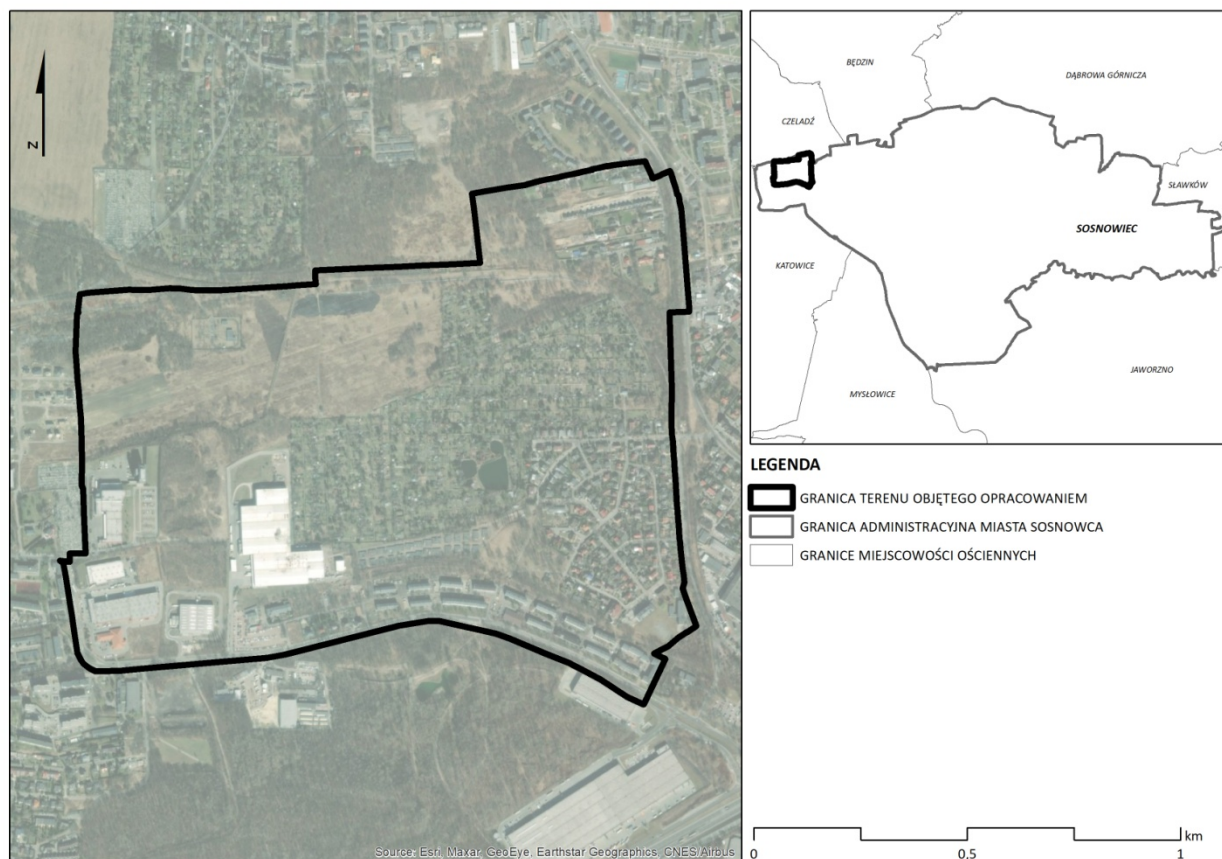 N
Source: Esri, Maxar, GeoEye, Earthstar Geographics, CNES/Airbus
BĘDZIN
DĄBROWA GÓRNICZA
CZELADŹ
SŁAWKÓW
SOSNOWIEC
KATOWICE
JAWORZNO
MYSŁOWICE
LEGENDA
GRANICA TERENU OBJĘTEGO OPRACOWANIEM
GRANICA ADMINISTRACYJNA MIASTA SOSNOWCA
GRANICE MIEJSCOWOŚCI OŚCIENNYCH
km
0 0.5 1